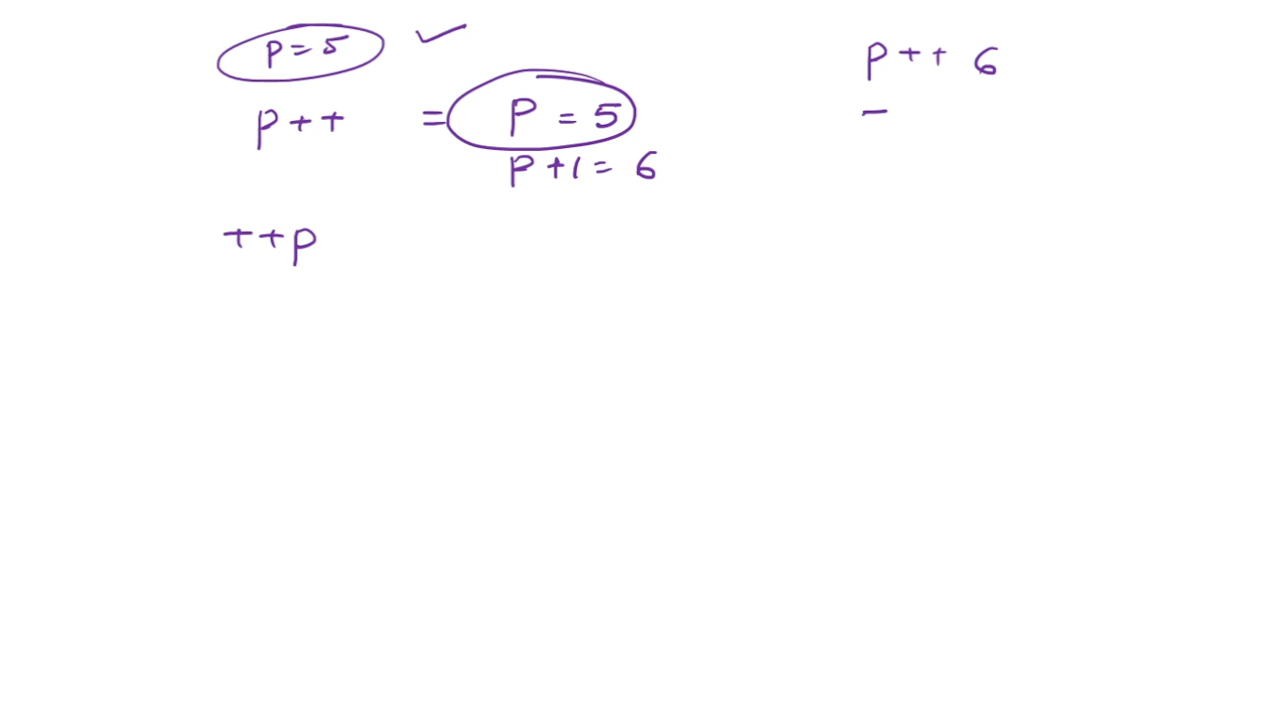 p = 5
p++ = P = 5
p+1 = 6
++p
P++ 6
-